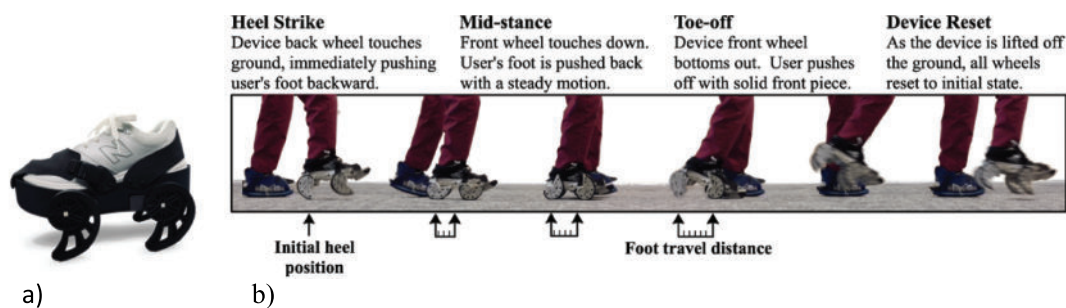 Heel Strike
Device back wheel touches
ground, immediately pushing
user's foot backward.
Mid-stance
Front wheel touches down.
User's foot is pushed back
with a steady motion.
Toe-off
Device front wheel
bottoms out. User pushes
off with solid front piece.
Device Reset
As the device is lifted off
the ground, all wheels
reset to initial state.
N
Initial heel
position
Foot travel distance
a)
b)